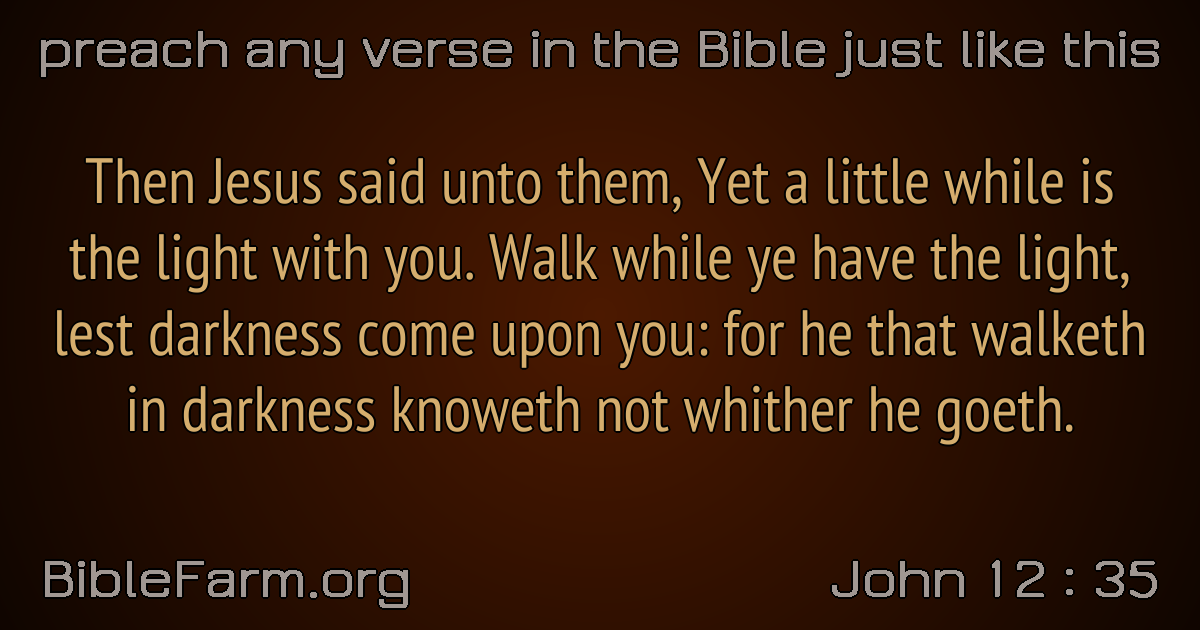 preach any verse in the Bible just like this
Then Jesus said unto them, Yet a little while is
the light with you. Walk while ye have the light,
lest darkness come upon you: for he that walketh
in darkness knoweth not whither he goeth.
BibleFarm.org
John 12 : 35